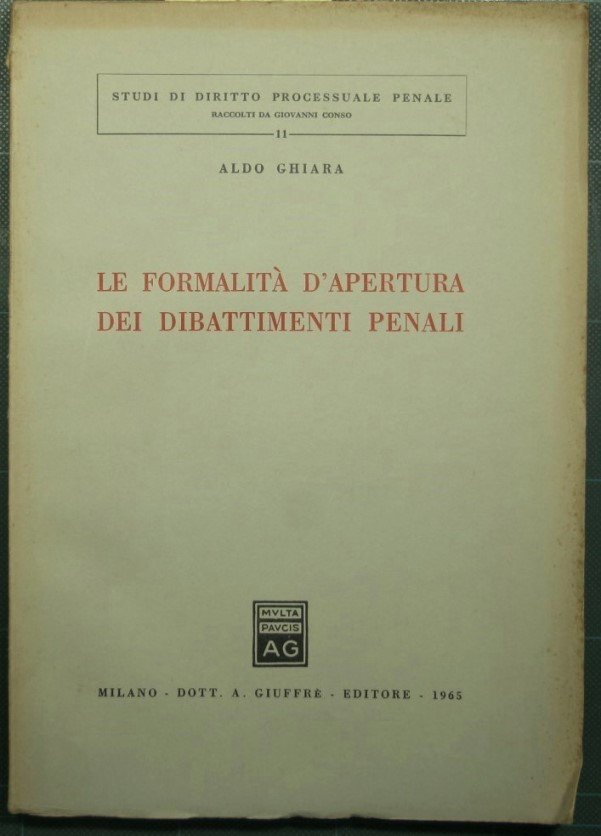 STUDI DI DIRITTO PROCESSUALE PENALE
RACCOLTI DA GIOVANNI CONSO
11
ALDO GHIARA
LE FORMALITÀ D'APERTURA
DEI DIBATTIMENTI PENALI
MVLTA
PAVCIS
AG
MILANO - DOTT. A. GIUFFRÈ - EDITORE - 1965